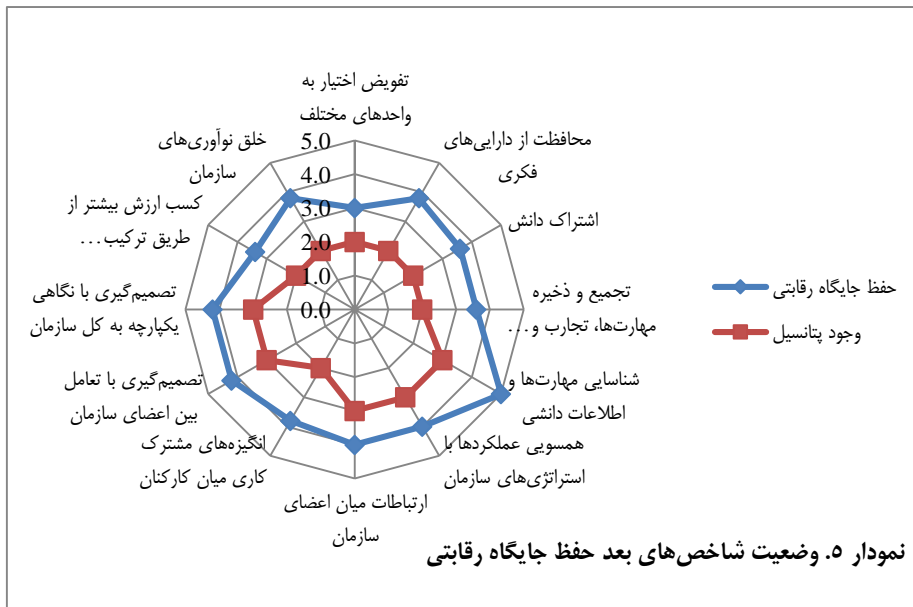 تفویض اختیار به
واحدهای مختلف
محافظت از دارایی‌های
فکری
اشتراک دانش
تجمیع و ذخیره
مهارت‌ها، تجارب و...
شناسایی مهارت‌ها و
اطلاعات دانشی
همسویی عملکردها با
استراتژی‌های سازمان
ارتباطات میان اعضای
سازمان
انگیزه‌های مشترک
کاری میان کارکنان
تصمیم‌گیری با تعامل
بین اعضای سازمان
تصمیم‌گیری با نگاهی
یکپارچه به کل سازمان
کسب ارزش بیشتر از
طریق ترکیب...
خلق نوآوری‌های
سازمان
5.0
4.0
3.0
2.0
1.0
0.0
حفظ جایگاه رقابتی
وجود پتانسیل
نمودار ۵. وضعیت شاخص‌های بعد حفظ جایگاه رقابتی